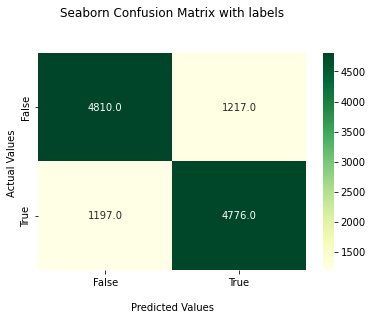 Seaborn Confusion Matrix with labels
Actual Values
False
4810.0
1217.0
True
1197.0
4776.0
False
True
Predicted Values
4500
4000
3500
3000
2500
2000
1500